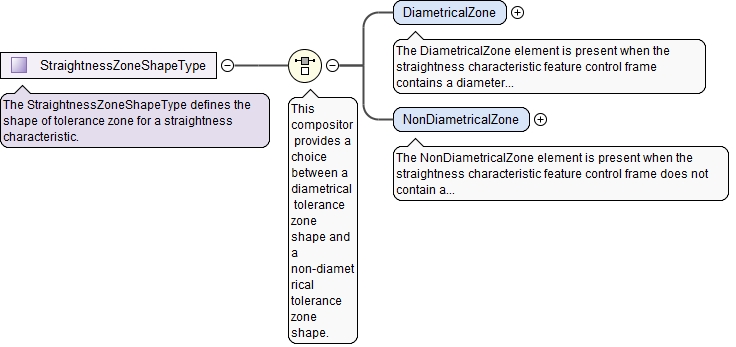 DiametricalZone
The DiametricalZone element is present when the
straightness characteristic feature control frame
contains a diameter...
StraightnessZoneShapeType
The StraightnessZoneShapeType defines the
shape of tolerance zone for a straightness
characteristic.
This
compositor
provides a
choice
between a
diametrical
tolerance
zone
shape and
a
non-diamet
rical
tolerance
zone
shape.
NonDiametricalZone
The NonDiametricalZone element is present when the
straightness characteristic feature control frame does not
contain a...